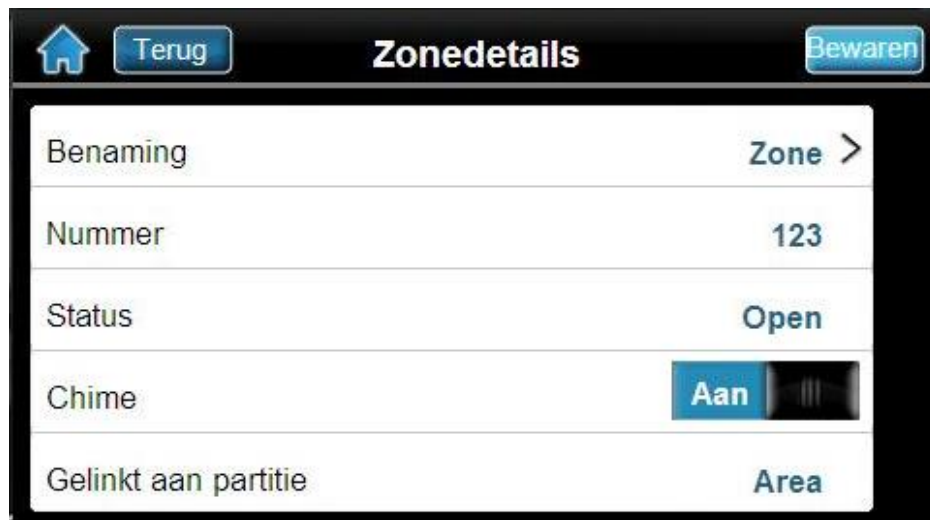 Terug Zonedetails Bewaren
Benaming Zone >
Nummer 123
Status Open
Chime Aan
Gelinkt aan partitie Area